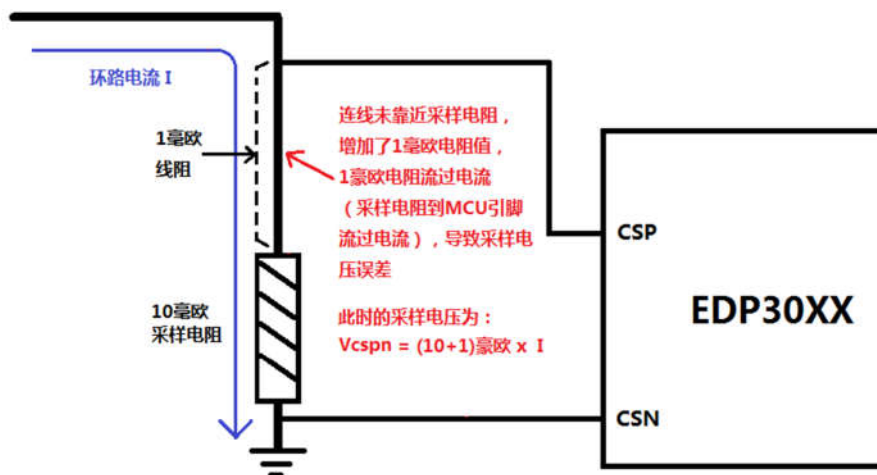 环路电流 I
1毫欧
线阻
连线未靠近采样电阻，
增加了1毫欧电阻值，
1豪欧电阻流过电流
（采样电阻到MCU引脚
流过电流），导致采样电
压误差
CSP
10毫欧
采样电阻
此时的采样电压为：
Vcspn = (10+1)豪欧 x I
EDP30XX
CSN